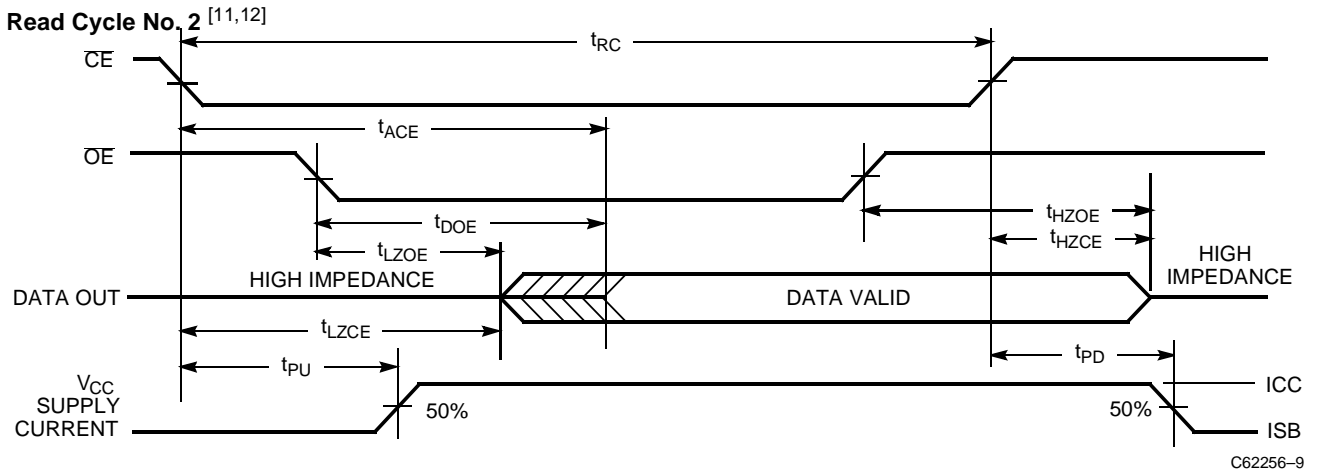 Read Cycle No. 2 [11,12]
tRC
CE
tACE
OE
tDOE
tHZOE
tLZOE
tHZCE
HIGH IMPEDANCE
HIGH
IMPEDANCE
DATA OUT
DATA VALID
tLZCE
tPU
tPD
VCC
SUPPLY
CURRENT
50%
50%
ICC
ISB
C62256–9